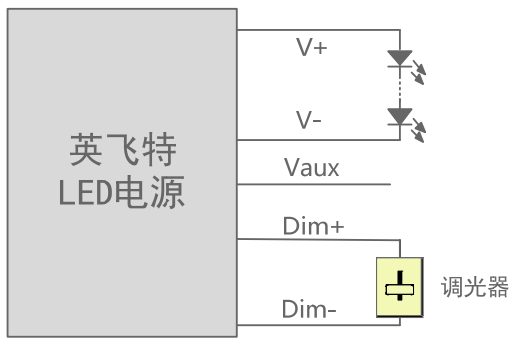 英飞特
LED电源
V+
V-
Vaux
Dim+
Dim-
调光器